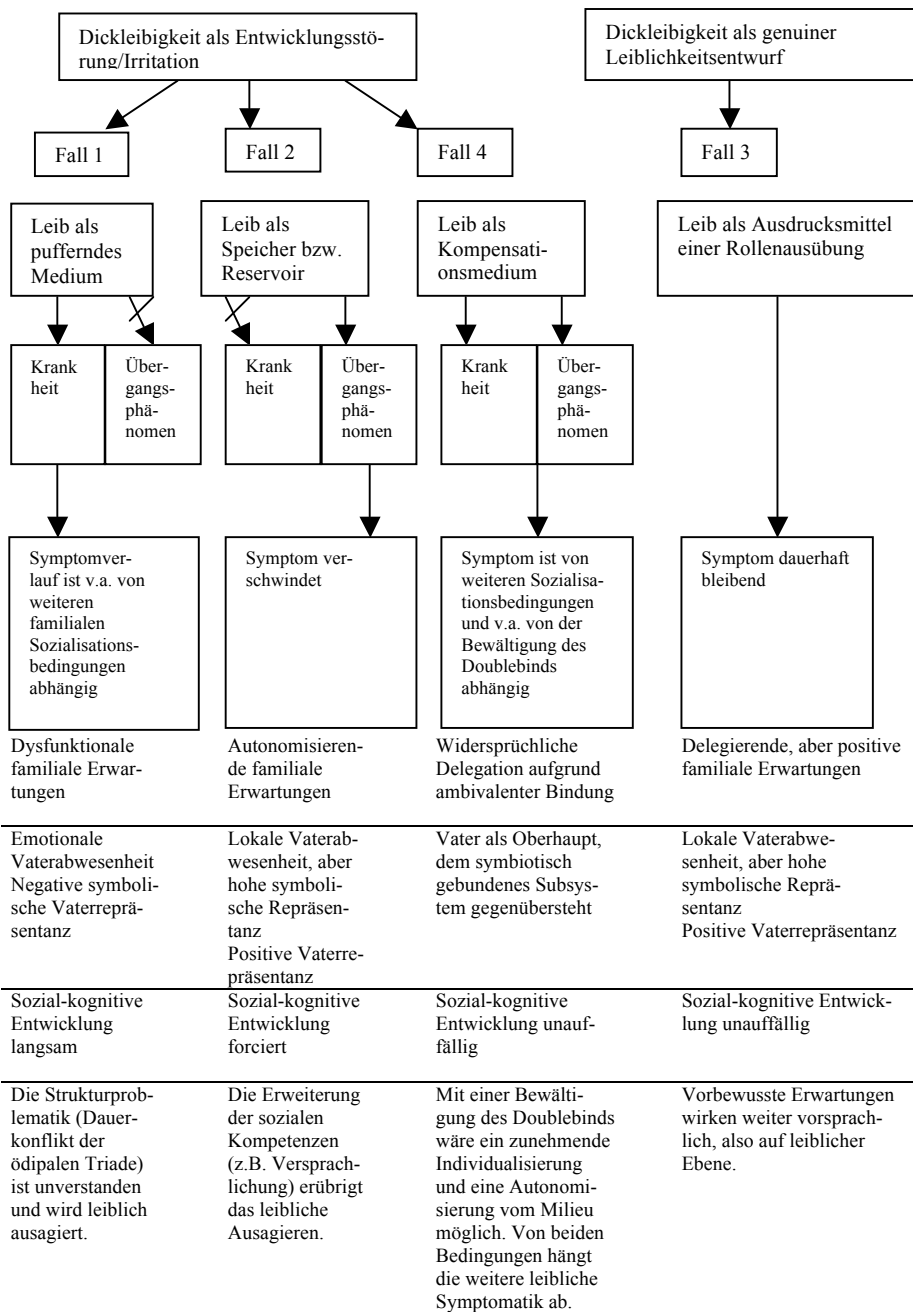 Dickleibigkeit als Entwicklungsstö-
rung/Irritation
Dickleibigkeit als genuiner
Leiblichkeitsentwurf
Fall 1
Fall 2
Fall 4
Fall 3
Leib als
pufferndes
Medium
Leib als
Speicher bzw.
Reservoir
Leib als
Kompensati-
onsmedium
Leib als Ausdrucksmittel
einer Rollenausübung
Krank
heit
Über-
gangs-
phä-
nomen
Krank
heit
Über-
gangs-
phä-
nomen
Krank
heit
Über-
gangs-
phä-
nomen
Symptomver-
lauf ist v.a. von
weiteren
familialen
Sozialisations-
bedingungen
abhängig
Symptom ver-
schwindet
Symptom ist von
weiteren Sozialisa-
tionsbedingungen
und v.a. von der
Bewältigung des
Doublebinds
abhängig
Symptom dauerhaft
bleibend
Dysfunktionale
familiale Erwar-
tungen
Autonomisieren-
de familiale
Erwartungen
Widersprüchliche
Delegation aufgrund
ambivalenter Bindung
Delegierende, aber positive
familiale Erwartungen
Emotionale
Vaterabwesenheit
Negative symboli-
sche Vaterreprä-
sentanz
Lokale Vaterab-
wesenheit, aber
hohe symboli-
sche Repräsen-
tanz
Positive Vaterre-
präsentanz
Vater als Oberhaupt,
dem symbiotisch
gebundenes Subsys-
tem gegenübersteht
Lokale Vaterabwe-
senheit, aber hohe
symbolische Reprä-
sentanz
Positive Vaterrepräsentanz
Sozial-kognitive
Entwicklung
langsam
Sozial-kognitive
Entwicklung
forciert
Sozial-kognitive
Entwicklung unauf-
fällig
Sozial-kognitive Entwick-
lung unauffällig
Die Strukturprob-
lematik (Dauer-
konflikt der
ödipalen Triade)
ist unverstanden
und wird leiblich
ausagiert.
Die Erweiterung
der sozialen
Kompetenzen
(z.B. Versprach-
lichung) erübrigt
das leibliche
Ausagieren.
Mit einer Bewälti-
gung des Doublebinds
wäre ein zunehmende
Individualisierung
und eine Autonomi-
sierung vom Milieu
möglich. Von beiden
Bedingungen hängt
die weitere leibliche
Symptomatik ab.
Vorbewusste Erwartungen
wirken weiter vorsprach-
lich, also auf leiblicher
Ebene.